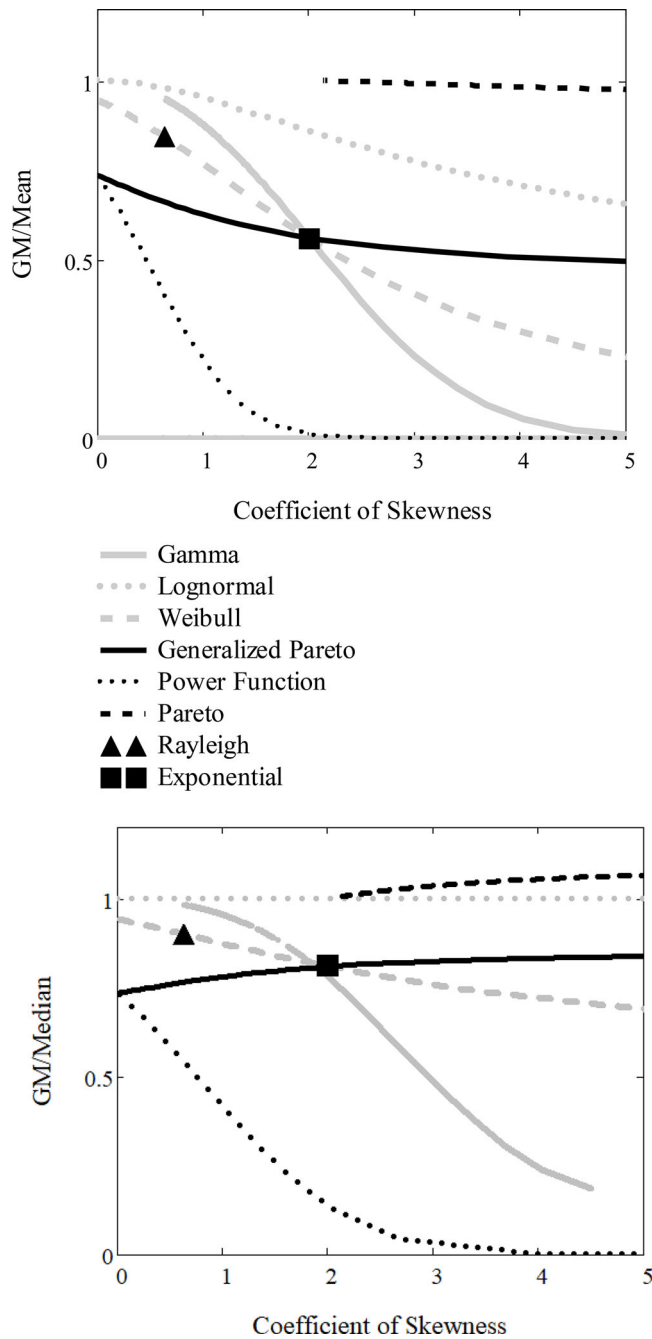 1
0.5
0
GM/Mean
0 1 2 3 4 5
Coefficient of Skewness
Gamma
Lognormal
Weibull
Generalized Pareto
Power Function
Pareto
Rayleigh
Exponential
1
0.5
0
GM/Median
0 1 2 3 4 5
Coefficient of Skewness